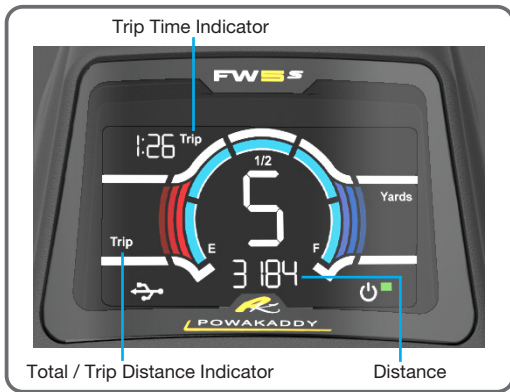 Trip Time Indicator
FW5s
1:26 Trip
1/2
5
Yards
Trip
E
F
3184
POWAKADDY
Total / Trip Distance Indicator
Distance